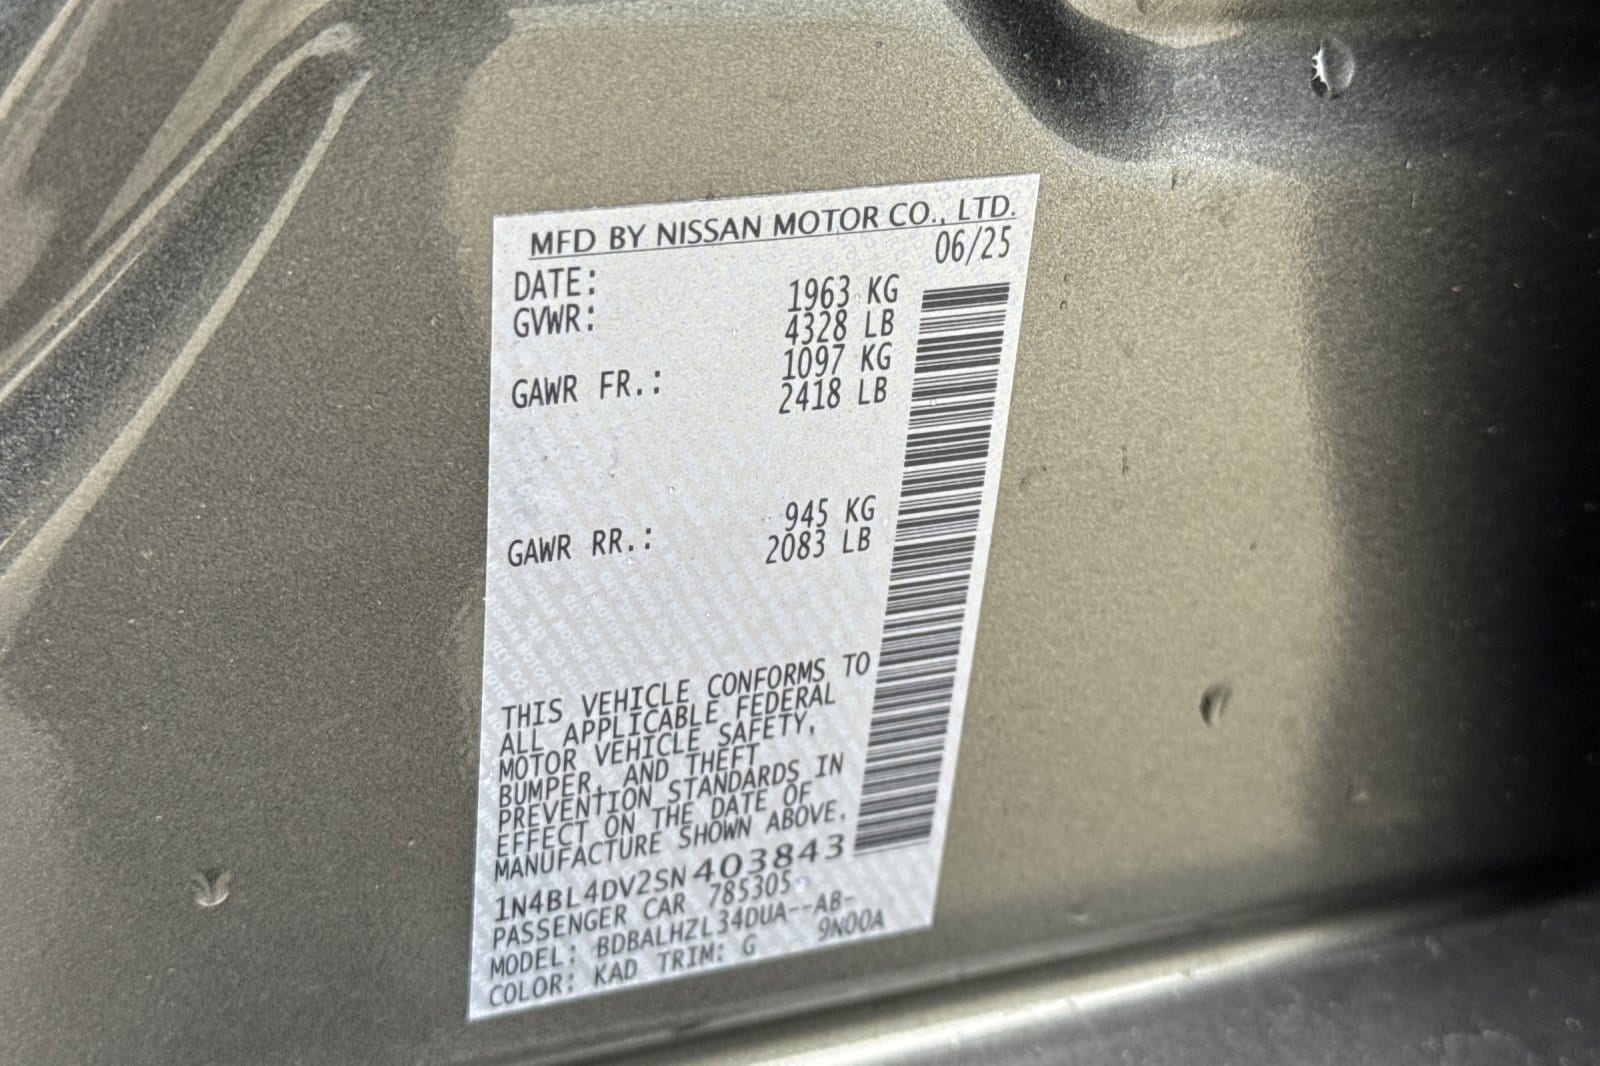 MFD BY NISSAN MOTOR CO., LTD.
DATE: 06/25
GVWR: 1963 KG
4328 LB
GAWR FR.: 1097 KG
2418 LB
GAWR RR.: 945 KG
2083 LB
THIS VEHICLE CONFORMS TO
ALL APPLICABLE FEDERAL
MOTOR VEHICLE SAFETY,
BUMPER, AND THEFT
PREVENTION STANDARDS IN
EFFECT ON THE DATE OF
MANUFACTURE SHOWN ABOVE.
1N4BL4DV2SN403843
PASSENGER CAR 785305
MODEL: BDBALHZL34DUA--AB-
COLOR: KAD TRIM: G 9N00A